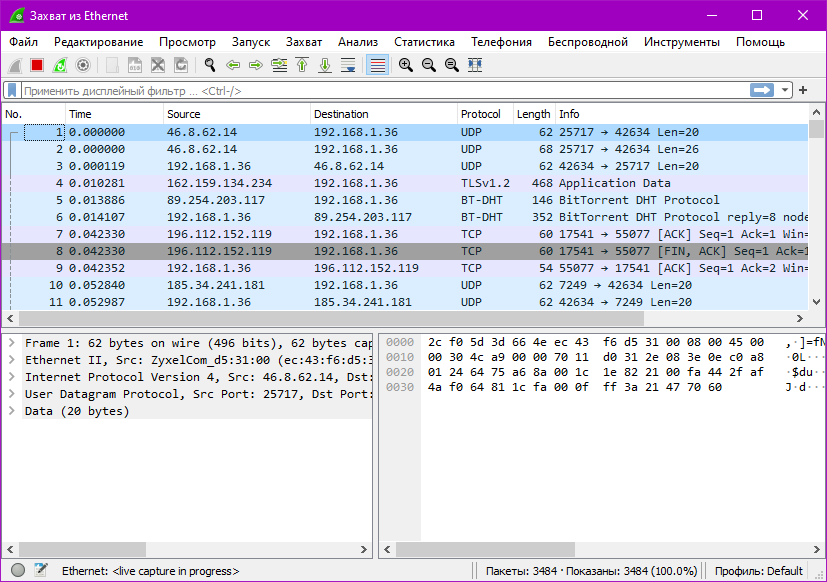 Захват из Ethernet
Файл Редактирование Просмотр Запуск Захват Анализ Статистика Телефония Беспроводной Инструменты Помощь
Применить дисплейный фильтр ... <Ctrl-/>
No. Time Source Destination Protocol Length Info
1 0.000000 46.8.62.14 192.168.1.36 UDP 62 25717 → 42634 Len=20
2 0.000000 46.8.62.14 192.168.1.36 UDP 68 25717 → 42634 Len=26
3 0.000119 192.168.1.36 46.8.62.14 UDP 62 42634 → 25717 Len=20
4 0.010281 162.159.134.234 192.168.1.36 TLSv1.2 468 Application Data
5 0.013886 89.254.203.117 192.168.1.36 BT-DHT 146 BitTorrent DHT Protocol
6 0.014107 192.168.1.36 89.254.203.117 BT-DHT 352 BitTorrent DHT Protocol reply=8 node
7 0.042330 196.112.152.119 192.168.1.36 TCP 60 17541 → 55077 [ACK] Seq=1 Ack=1 Win=
8 0.042330 196.112.152.119 192.168.1.36 TCP 60 17541 → 55077 [FIN, ACK] Seq=1 Ack=1
9 0.042352 192.168.1.36 196.112.152.119 TCP 54 55077 → 17541 [ACK] Seq=1 Ack=2 Win=
10 0.052840 185.34.241.181 192.168.1.36 UDP 62 7249 → 42634 Len=20
11 0.052987 192.168.1.36 185.34.241.181 UDP 62 42634 → 7249 Len=20
Frame 1: 62 bytes on wire (496 bits), 62 bytes cap
Ethernet II, Src: ZyxelCom_d5:31:00 (ec:43:f6:d5:3
Internet Protocol Version 4, Src: 46.8.62.14, Dst:
User Datagram Protocol, Src Port: 25717, Dst Port:
Data (20 bytes)
0000 2c f0 5d 3d 66 4e ec 43 f6 d5 31 00 08 00 45 00 ,·]=fN
0010 00 30 4c a9 00 00 70 11 d0 31 2e 08 3e 0e c0 a8 ·0L···
0020 01 24 64 75 a6 8a 00 1c 1e 82 21 00 fa 44 2f af ·$du··
0030 4a f0 64 81 1c fa 00 0f ff 3a 21 47 70 60 J·d···
Ethernet: <live capture in progress>
Пакеты: 3484 · Показаны: 3484 (100.0%)
Профиль: Default